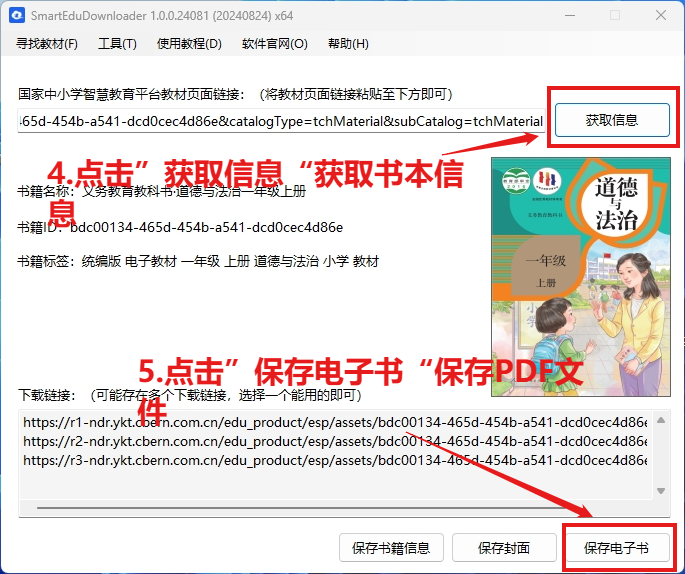 SmartEduDownloader 1.0.0.24081 (20240824) x64
寻找教材(F) 工具(T) 使用教程(D) 软件官网(O) 帮助(H)
国家中小学智慧教育平台教材页面链接：（将教材页面链接粘贴至下方即可）
465d-454b-a541-dcd0cec4d86e&catalogType=tchMaterial&subCatalog=tchMaterial
获取信息
4.点击”获取信息“获取书本信
息
书籍名称：义务教育教科书·道德与法治一年级上册
书籍ID：bdc00134-465d-454b-a541-dcd0cec4d86e
书籍标签：统编版 电子教材 一年级 上册 道德与法治 小学 教材
义务教育教科书
道德
与
法治
一年级
上册
5.点击”保存电子书“保存PDF文
件
下载链接：（可能存在多个下载链接，选择一个能用的即可）
https://r1-ndr.ykt.cbern.com.cn/edu_product/esp/assets/bdc00134-465d-454b-a541-dcd0cec4d86e
https://r2-ndr.ykt.cbern.com.cn/edu_product/esp/assets/bdc00134-465d-454b-a541-dcd0cec4d86e
https://r3-ndr.ykt.cbern.com.cn/edu_product/esp/assets/bdc00134-465d-454b-a541-dcd0cec4d86e
保存书籍信息 保存封面 保存电子书